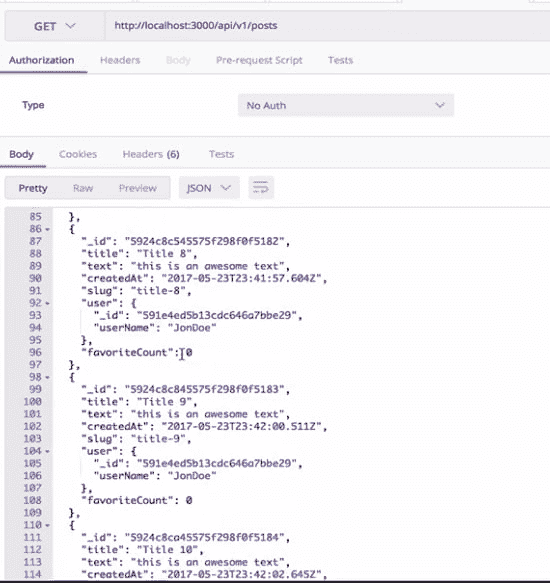 GET http://localhost:3000/api/v1/posts
Authorization Headers Body Pre-request Script Tests
Type No Auth
Body Cookies Headers (6) Tests
Pretty Raw Preview JSON
85 },
86 {
87 "_id": "5924c8c545575f298f0f5182",
88 "title": "Title 8",
89 "text": "this is an awesome text",
90 "createdAt": "2017-05-23T23:41:57.604Z",
91 "slug": "title-8",
92 "user": {
93 "_id": "591e4ed5b13cdc646a7bbe29",
94 "userName": "JonDoe"
95 },
96 "favoriteCount": 0
97 },
98 {
99 "_id": "5924c8c845575f298f0f5183",
100 "title": "Title 9",
101 "text": "this is an awesome text",
102 "createdAt": "2017-05-23T23:42:00.511Z",
103 "slug": "title-9",
104 "user": {
105 "_id": "591e4ed5b13cdc646a7bbe29",
106 "userName": "JonDoe"
107 },
108 "favoriteCount": 0
109 },
110 {
111 "_id": "5924c8ca45575f298f0f5184",
112 "title": "Title 10",
113 "text": "this is an awesome text",
114 "createdAt": "2017-05-23T23:42:02.645Z",